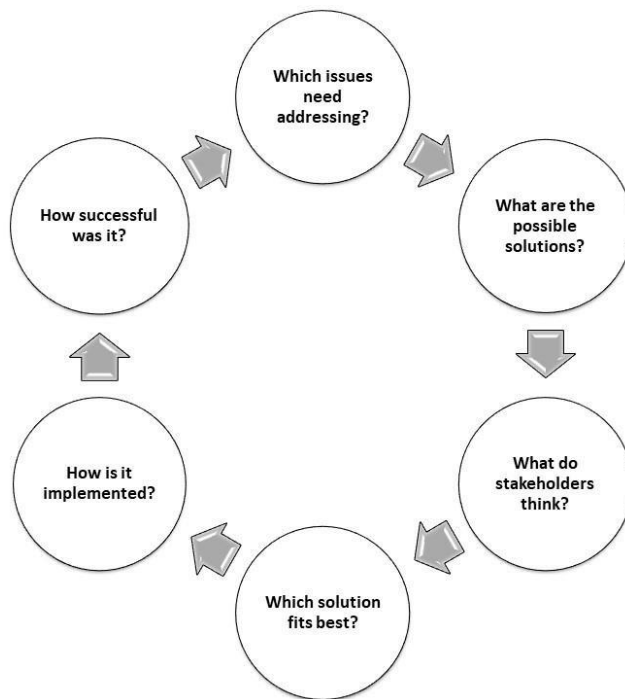 Which issues
need
addressing?
What are the
possible
solutions?
What do
stakeholders
think?
Which solution
fits best?
How is it
implemented?
How successful
was it?